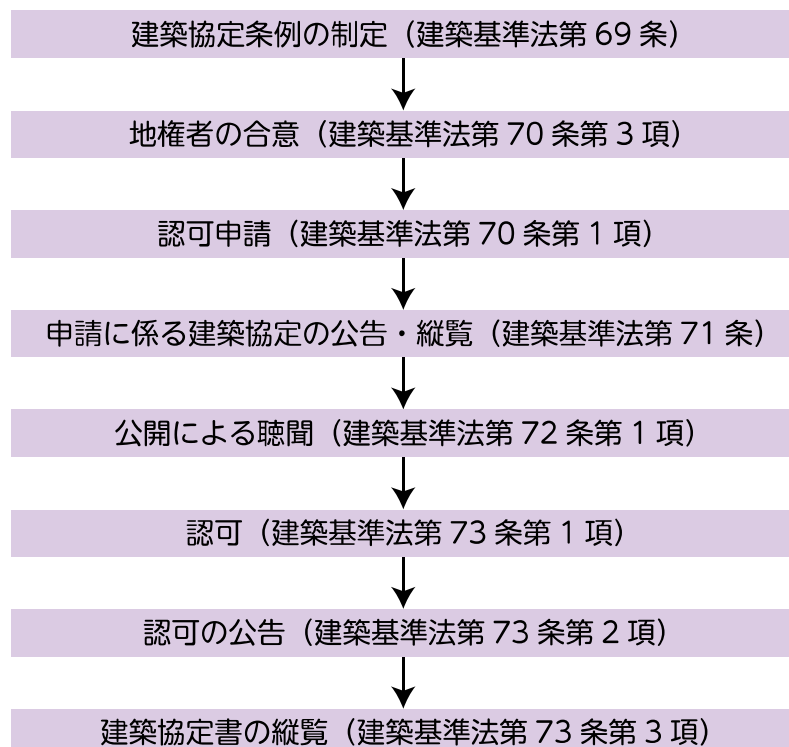 建築協定条例の制定（建築基準法第 69 条）
地権者の合意（建築基準法第 70 条第 3 項）
認可申請（建築基準法第 70 条第 1 項）
申請に係る建築協定の公告・縦覧（建築基準法第 71 条）
公開による聴聞（建築基準法第 72 条第 1 項）
認可（建築基準法第 73 条第 1 項）
認可の公告（建築基準法第 73 条第 2 項）
建築協定書の縦覧（建築基準法第 73 条第 3 項）